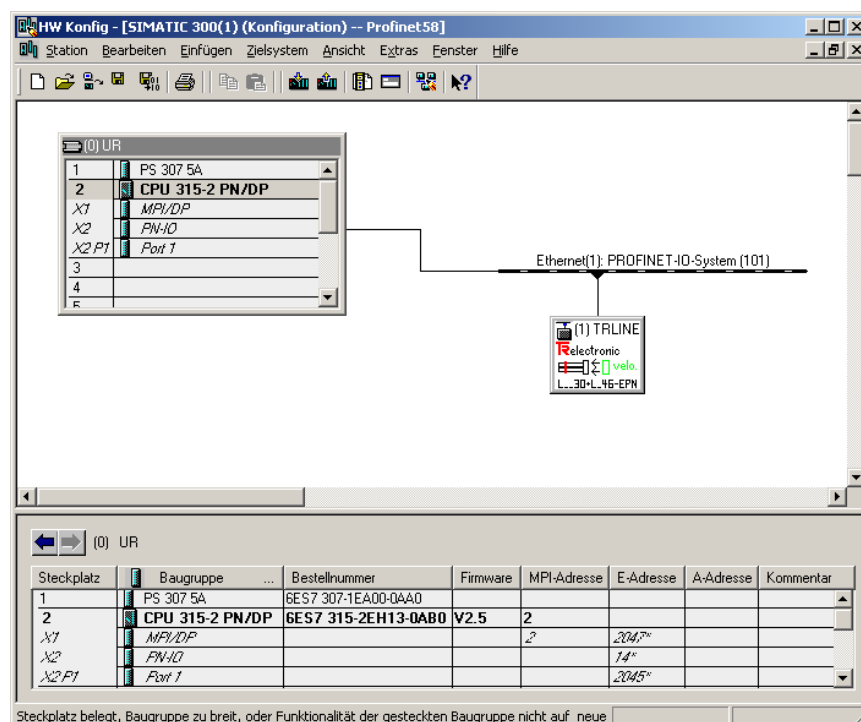 HW Konfig - [SIMATIC 300(1) (Konfiguration) -- Profinet58]
Station Bearbeiten Einfügen Zielsystem Ansicht Extras Fenster Hilfe
(0) UR
1 PS 307 5A
2 CPU 315-2 PN/DP
X1 MPI/DP
X2 PN-IO
X2 P1 Port 1
3
4
5
Ethernet(1): PROFINET-IO-System (101)
(1) TRLINE
TRelectronic
velo.
L__30+L_46-EPN
(0) UR
Steckplatz Baugruppe ... Bestellnummer Firmware MPI-Adresse E-Adresse A-Adresse Kommentar
1 PS 307 5A 6ES7 307-1EA00-0AA0
2 CPU 315-2 PN/DP 6ES7 315-2EH13-0AB0 V2.5 2
X1 MPI/DP 2 2047*
X2 PN-IO 14*
X2 P1 Port 1 2045*
Steckplatz belegt, Baugruppe zu breit, oder Funktionalität der gesteckten Baugruppe nicht auf neue